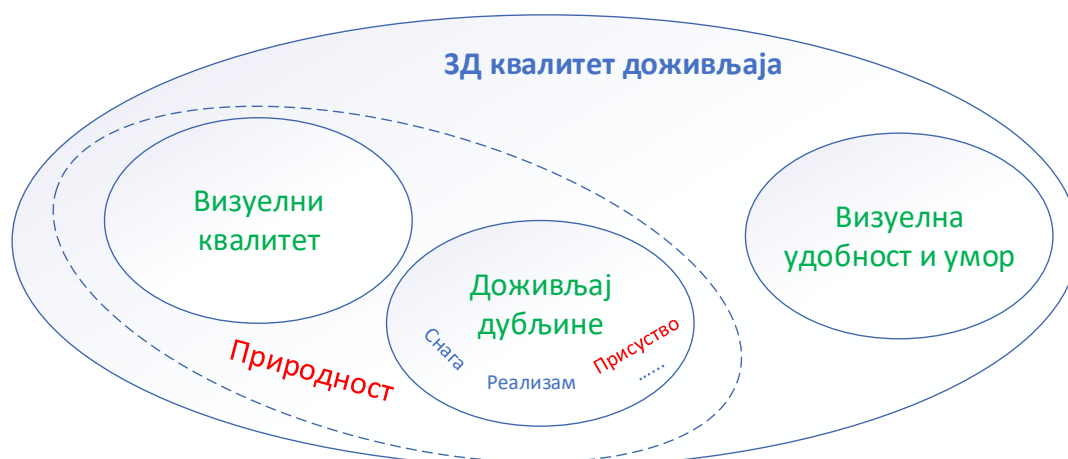 3Д квалитет доживљаја
Визуелни
квалитет
Визуелна
удобност и умор
Доживљај
дубљине
Снага
Реализам
Присуство
......
Природност